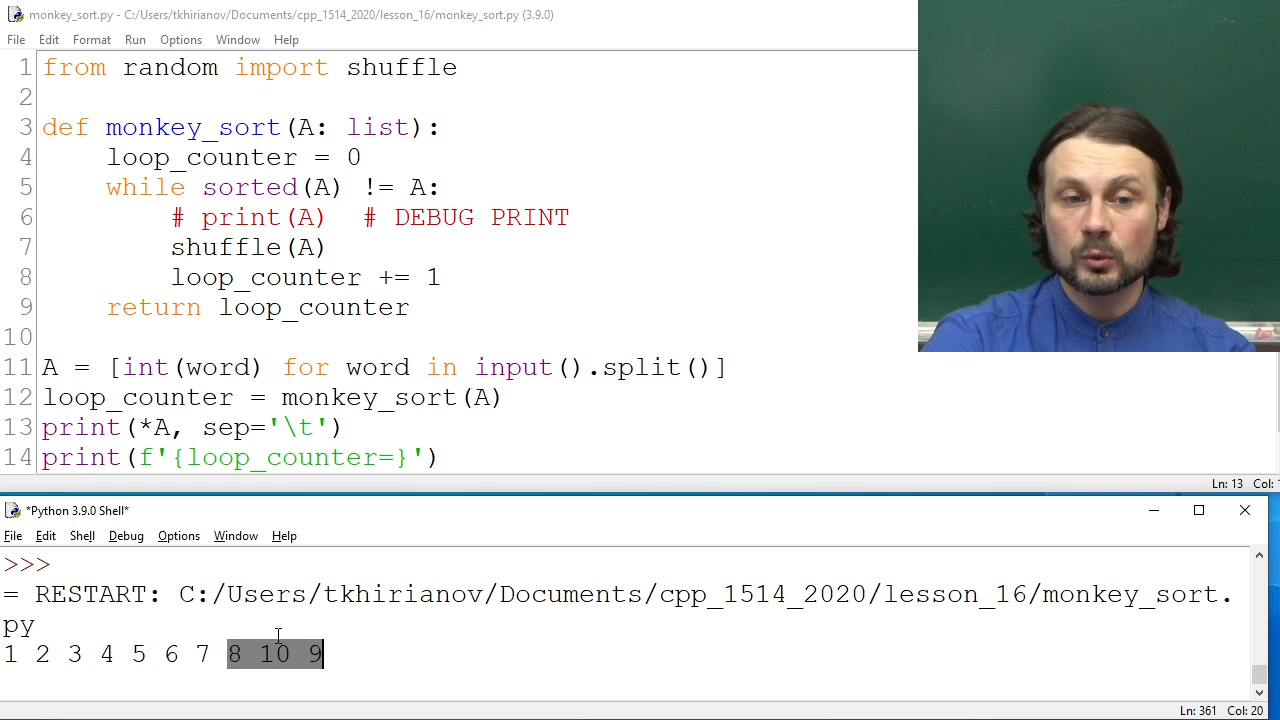 monkey_sort.py - C:/Users/tkhirianov/Documents/cpp_1514_2020/lesson_16/monkey_sort.py (3.9.0)
File Edit Format Run Options Window Help
1 from random import shuffle
2
3 def monkey_sort(A: list):
4     loop_counter = 0
5     while sorted(A) != A:
6         # print(A)  # DEBUG PRINT
7         shuffle(A)
8         loop_counter += 1
9     return loop_counter
10
11 A = [int(word) for word in input().split()]
12 loop_counter = monkey_sort(A)
13 print(*A, sep='\t')
14 print(f'{loop_counter=}')
Ln: 13 Col:
*Python 3.9.0 Shell*
File Edit Shell Debug Options Window Help
>>>
= RESTART: C:/Users/tkhirianov/Documents/cpp_1514_2020/lesson_16/monkey_sort.
py
1 2 3 4 5 6 7 8 10 9
Ln: 361 Col: 20